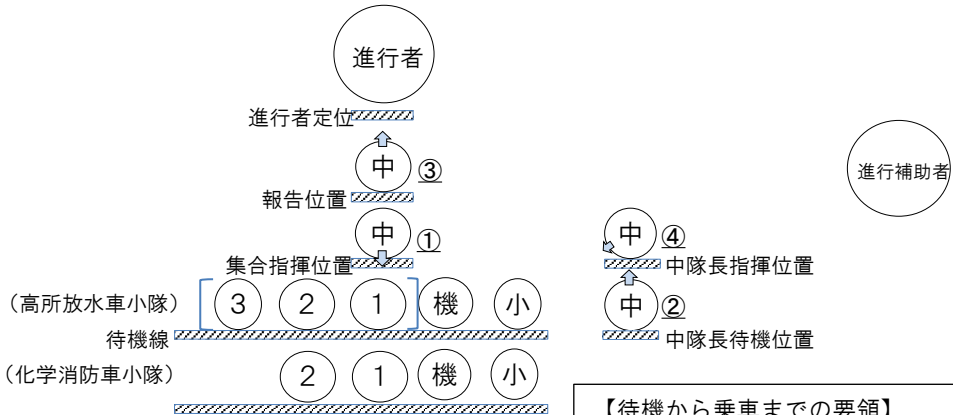 進行者
進行者定位
中 ③
進行補助者
報告位置
中 ①
中 ④
集合指揮位置
中隊長指揮位置
(高所放水車小隊) 3 2 1 機 小
中 ②
待機線
中隊長待機位置
(化学消防車小隊) 2 1 機 小
【待機から乗車までの要領】